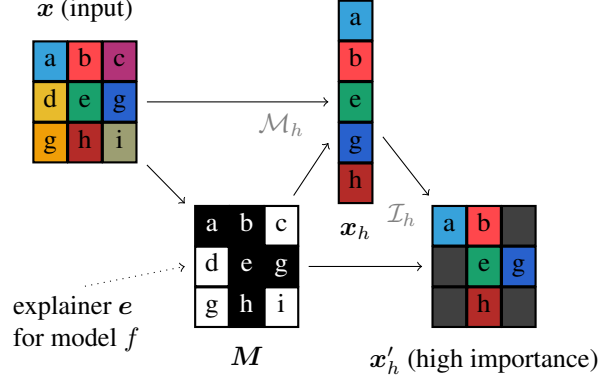 x (input)
a b c
d e g
g h i
a
b
e
g
h
ℳ_h
x_h
ℐ_h
a b c
d e g
g h i
M
explainer e
for model f
a b
e g
h
x′_h (high importance)